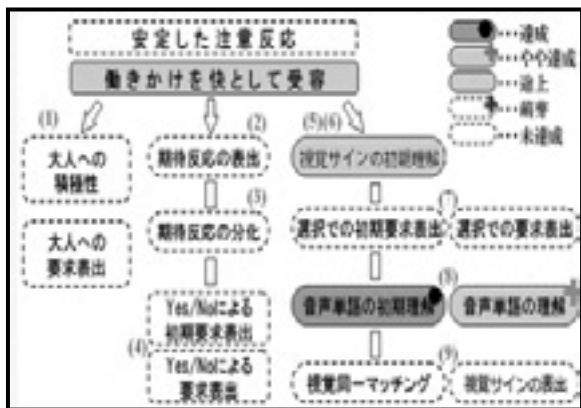 安定した注意反応
働きかけを快として受容
…達成
…やや達成
…途上
…萌芽
…未達成
(1)
(2)
(5)(6)
大人への
積極性
期待反応の表出
視覚サインの初期理解
(3)
(7)
大人への
要求表出
期待反応の分化
選択での初期要求表出
選択での要求表出
(8)
Yes/Noによる
初期要求表出
音声単語の初期理解
音声単語の理解
(4)
(9)
Yes/Noによる
要求表出
視覚同一マッチング
視覚サインの表出